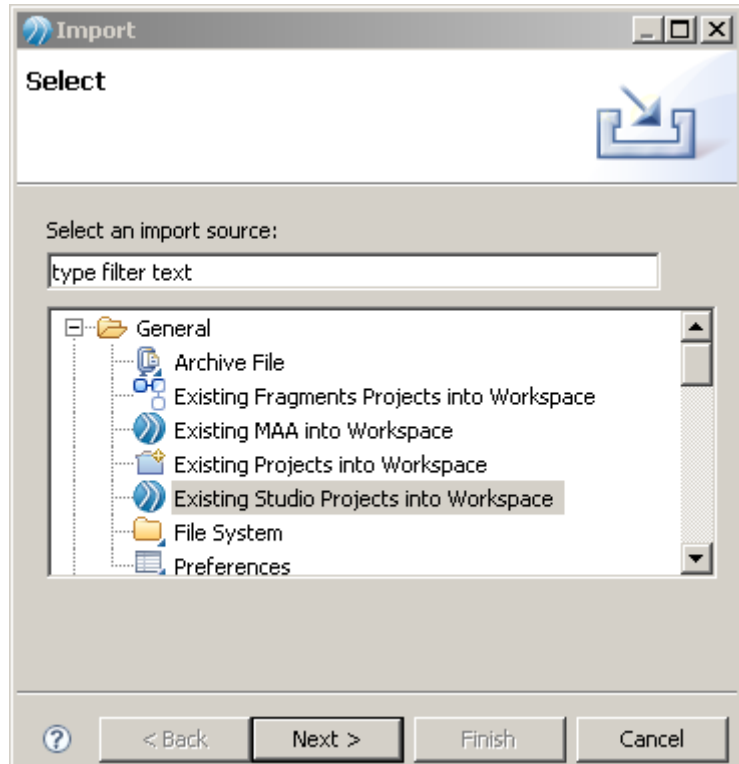 Import
Select
Select an import source:
type filter text
General
Archive File
Existing Fragments Projects into Workspace
Existing MAA into Workspace
Existing Projects into Workspace
Existing Studio Projects into Workspace
File System
Preferences
? < Back Next > Finish Cancel